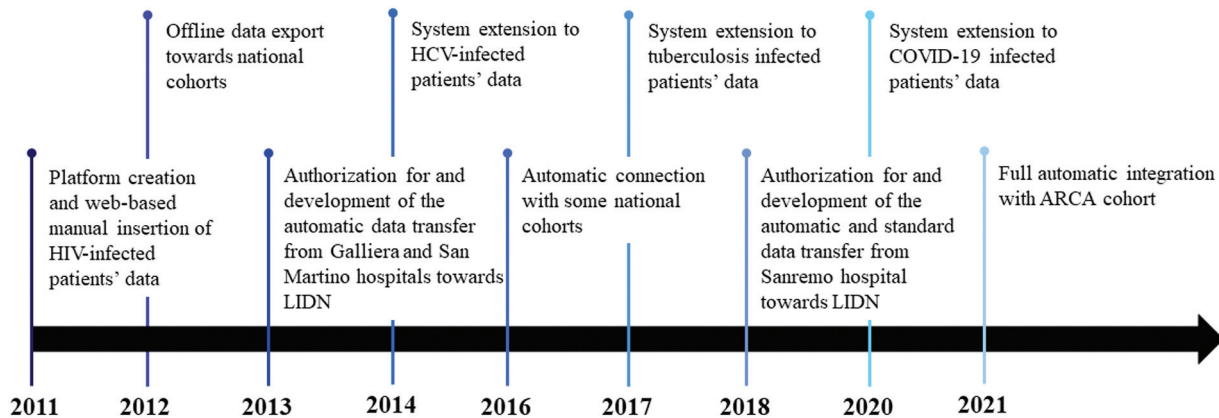 Offline data export
towards national
cohorts
System extension to
HCV-infected
patients’ data
System extension to
tuberculosis infected
patients’ data
System extension to
COVID-19 infected
patients’ data
Platform creation
and web-based
manual insertion of
HIV-infected
patients’ data
Authorization for and
development of the
automatic data transfer
from Galliera and San
Martino hospitals towards
LIDN
Automatic connection
with some national
cohorts
Authorization for and
development of the
automatic and standard
data transfer from
Sanremo hospital
towards LIDN
Full automatic integration
with ARCA cohort
2011 2012 2013 2014 2016 2017 2018 2020 2021